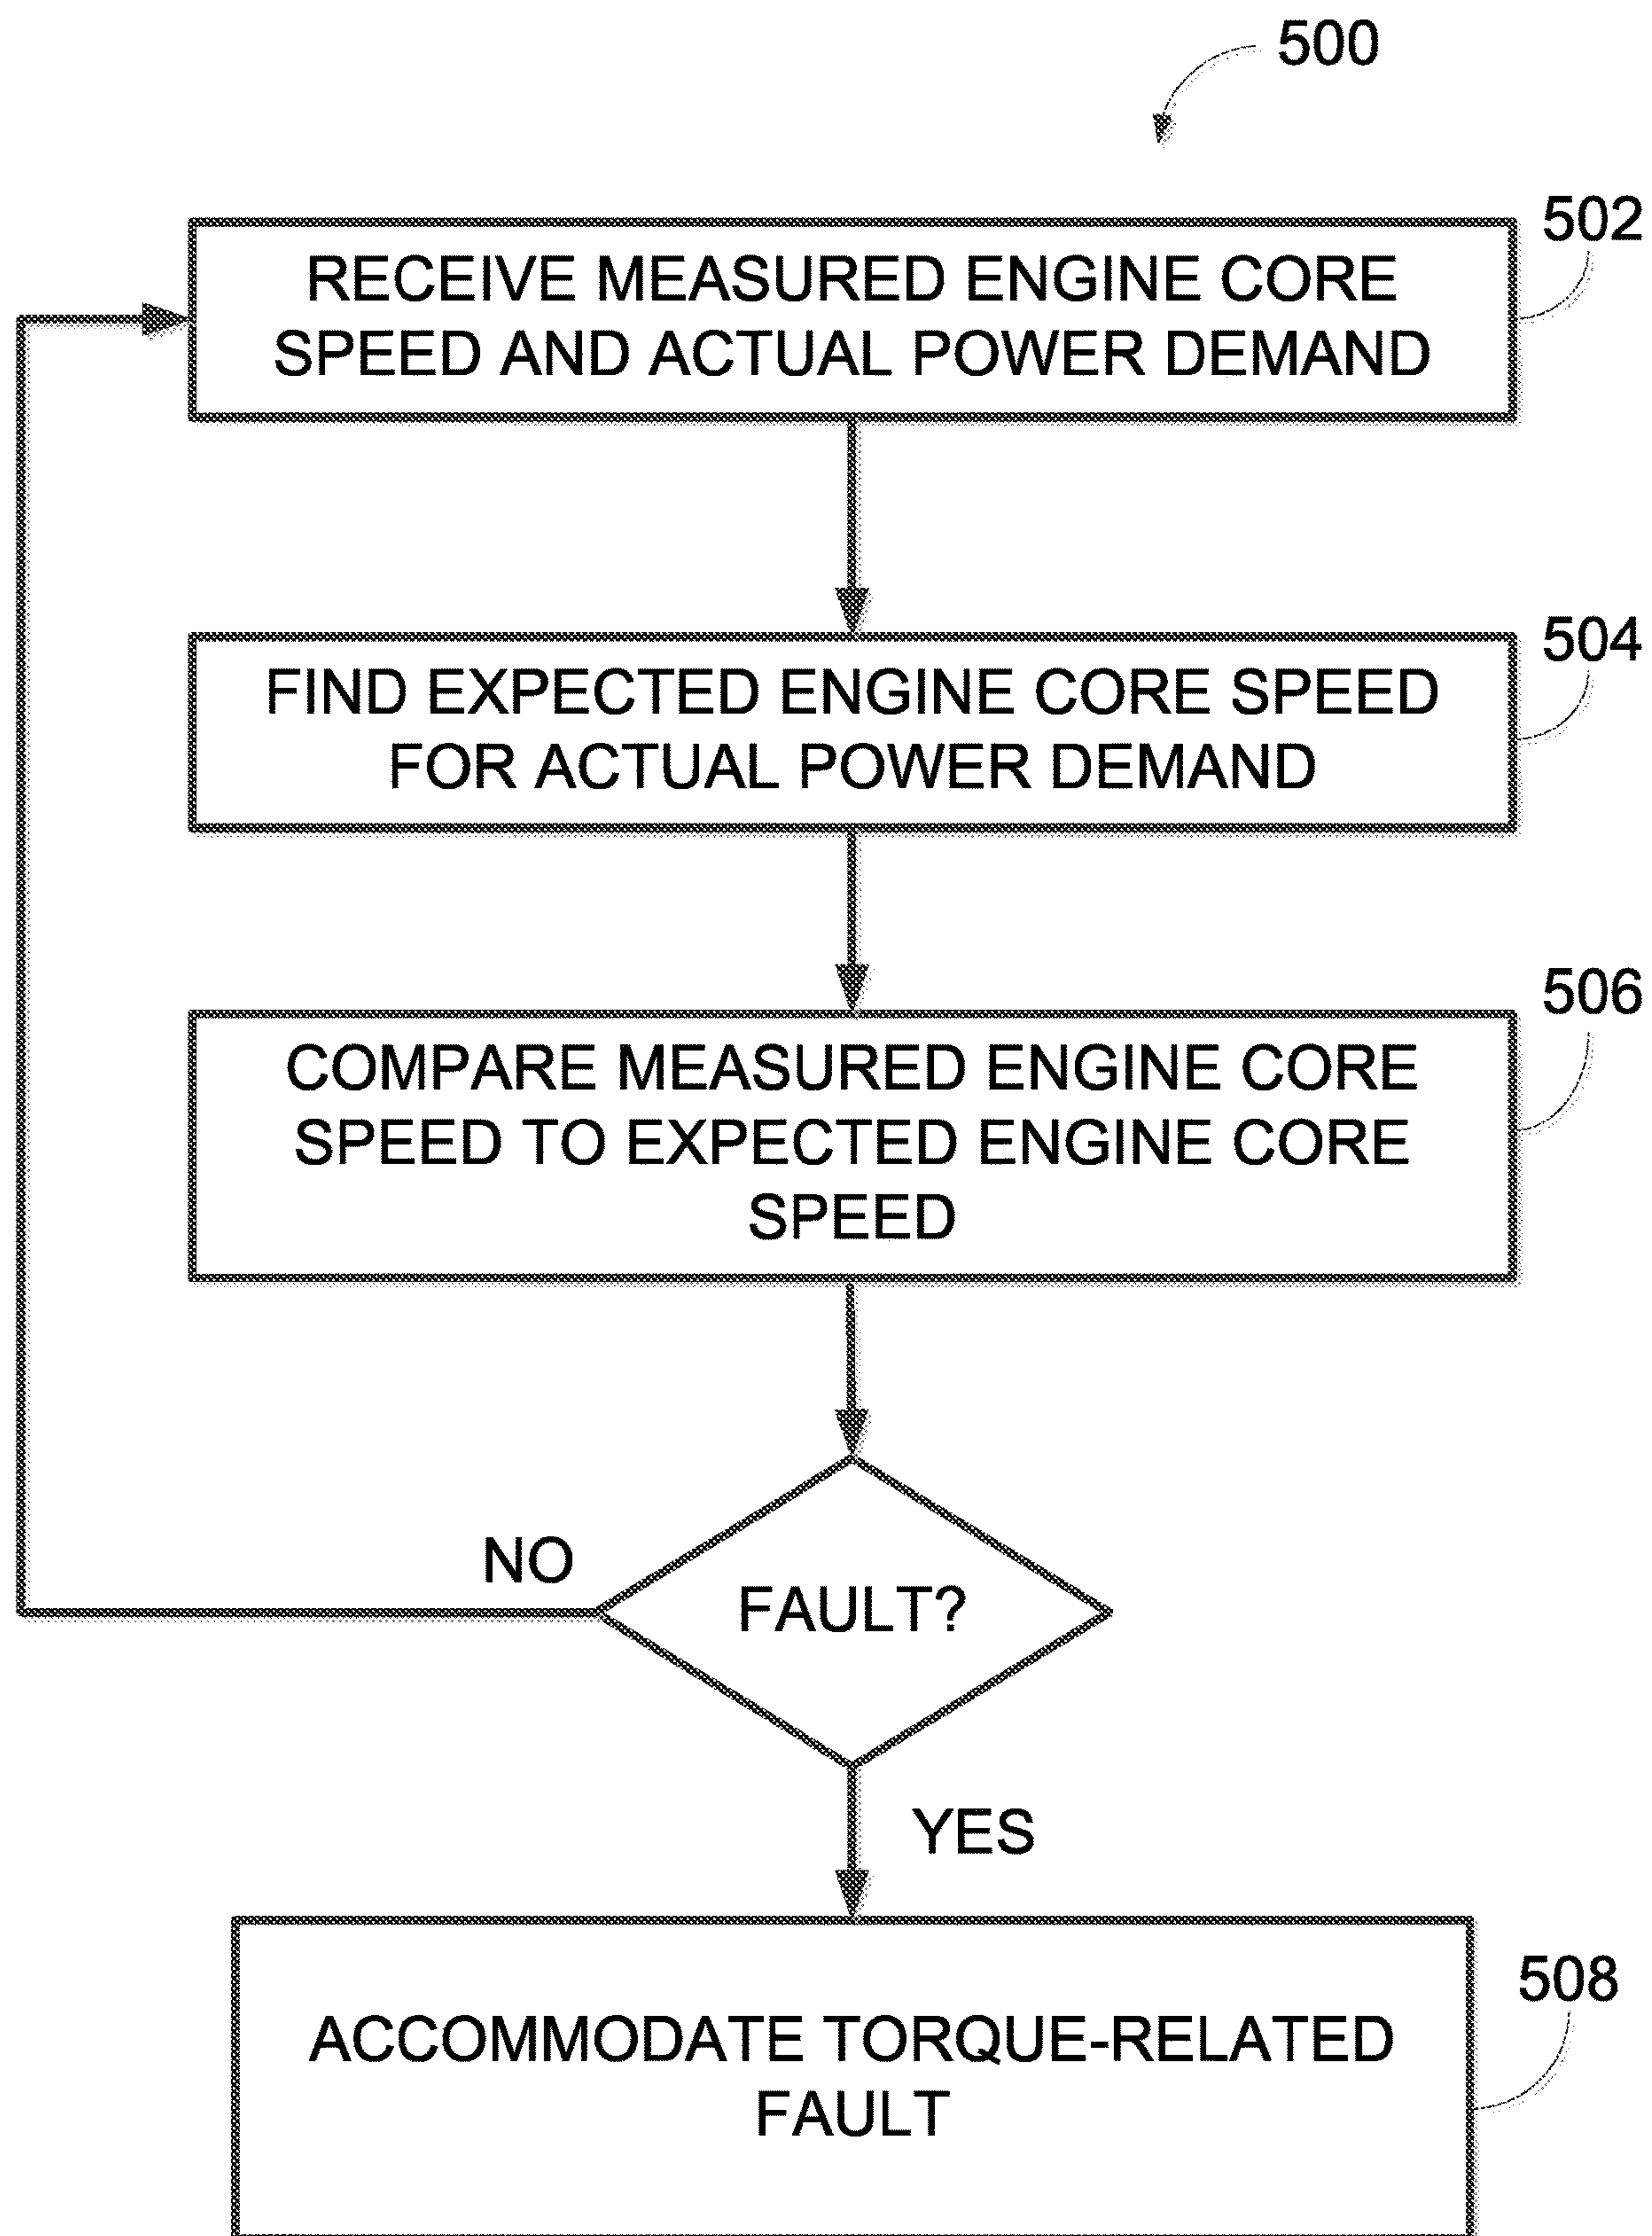 500
502
RECEIVE MEASURED ENGINE CORE
SPEED AND ACTUAL POWER DEMAND
504
FIND EXPECTED ENGINE CORE SPEED
FOR ACTUAL POWER DEMAND
506
COMPARE MEASURED ENGINE CORE
SPEED TO EXPECTED ENGINE CORE
SPEED
NO
FAULT?
YES
508
ACCOMMODATE TORQUE-RELATED
FAULT